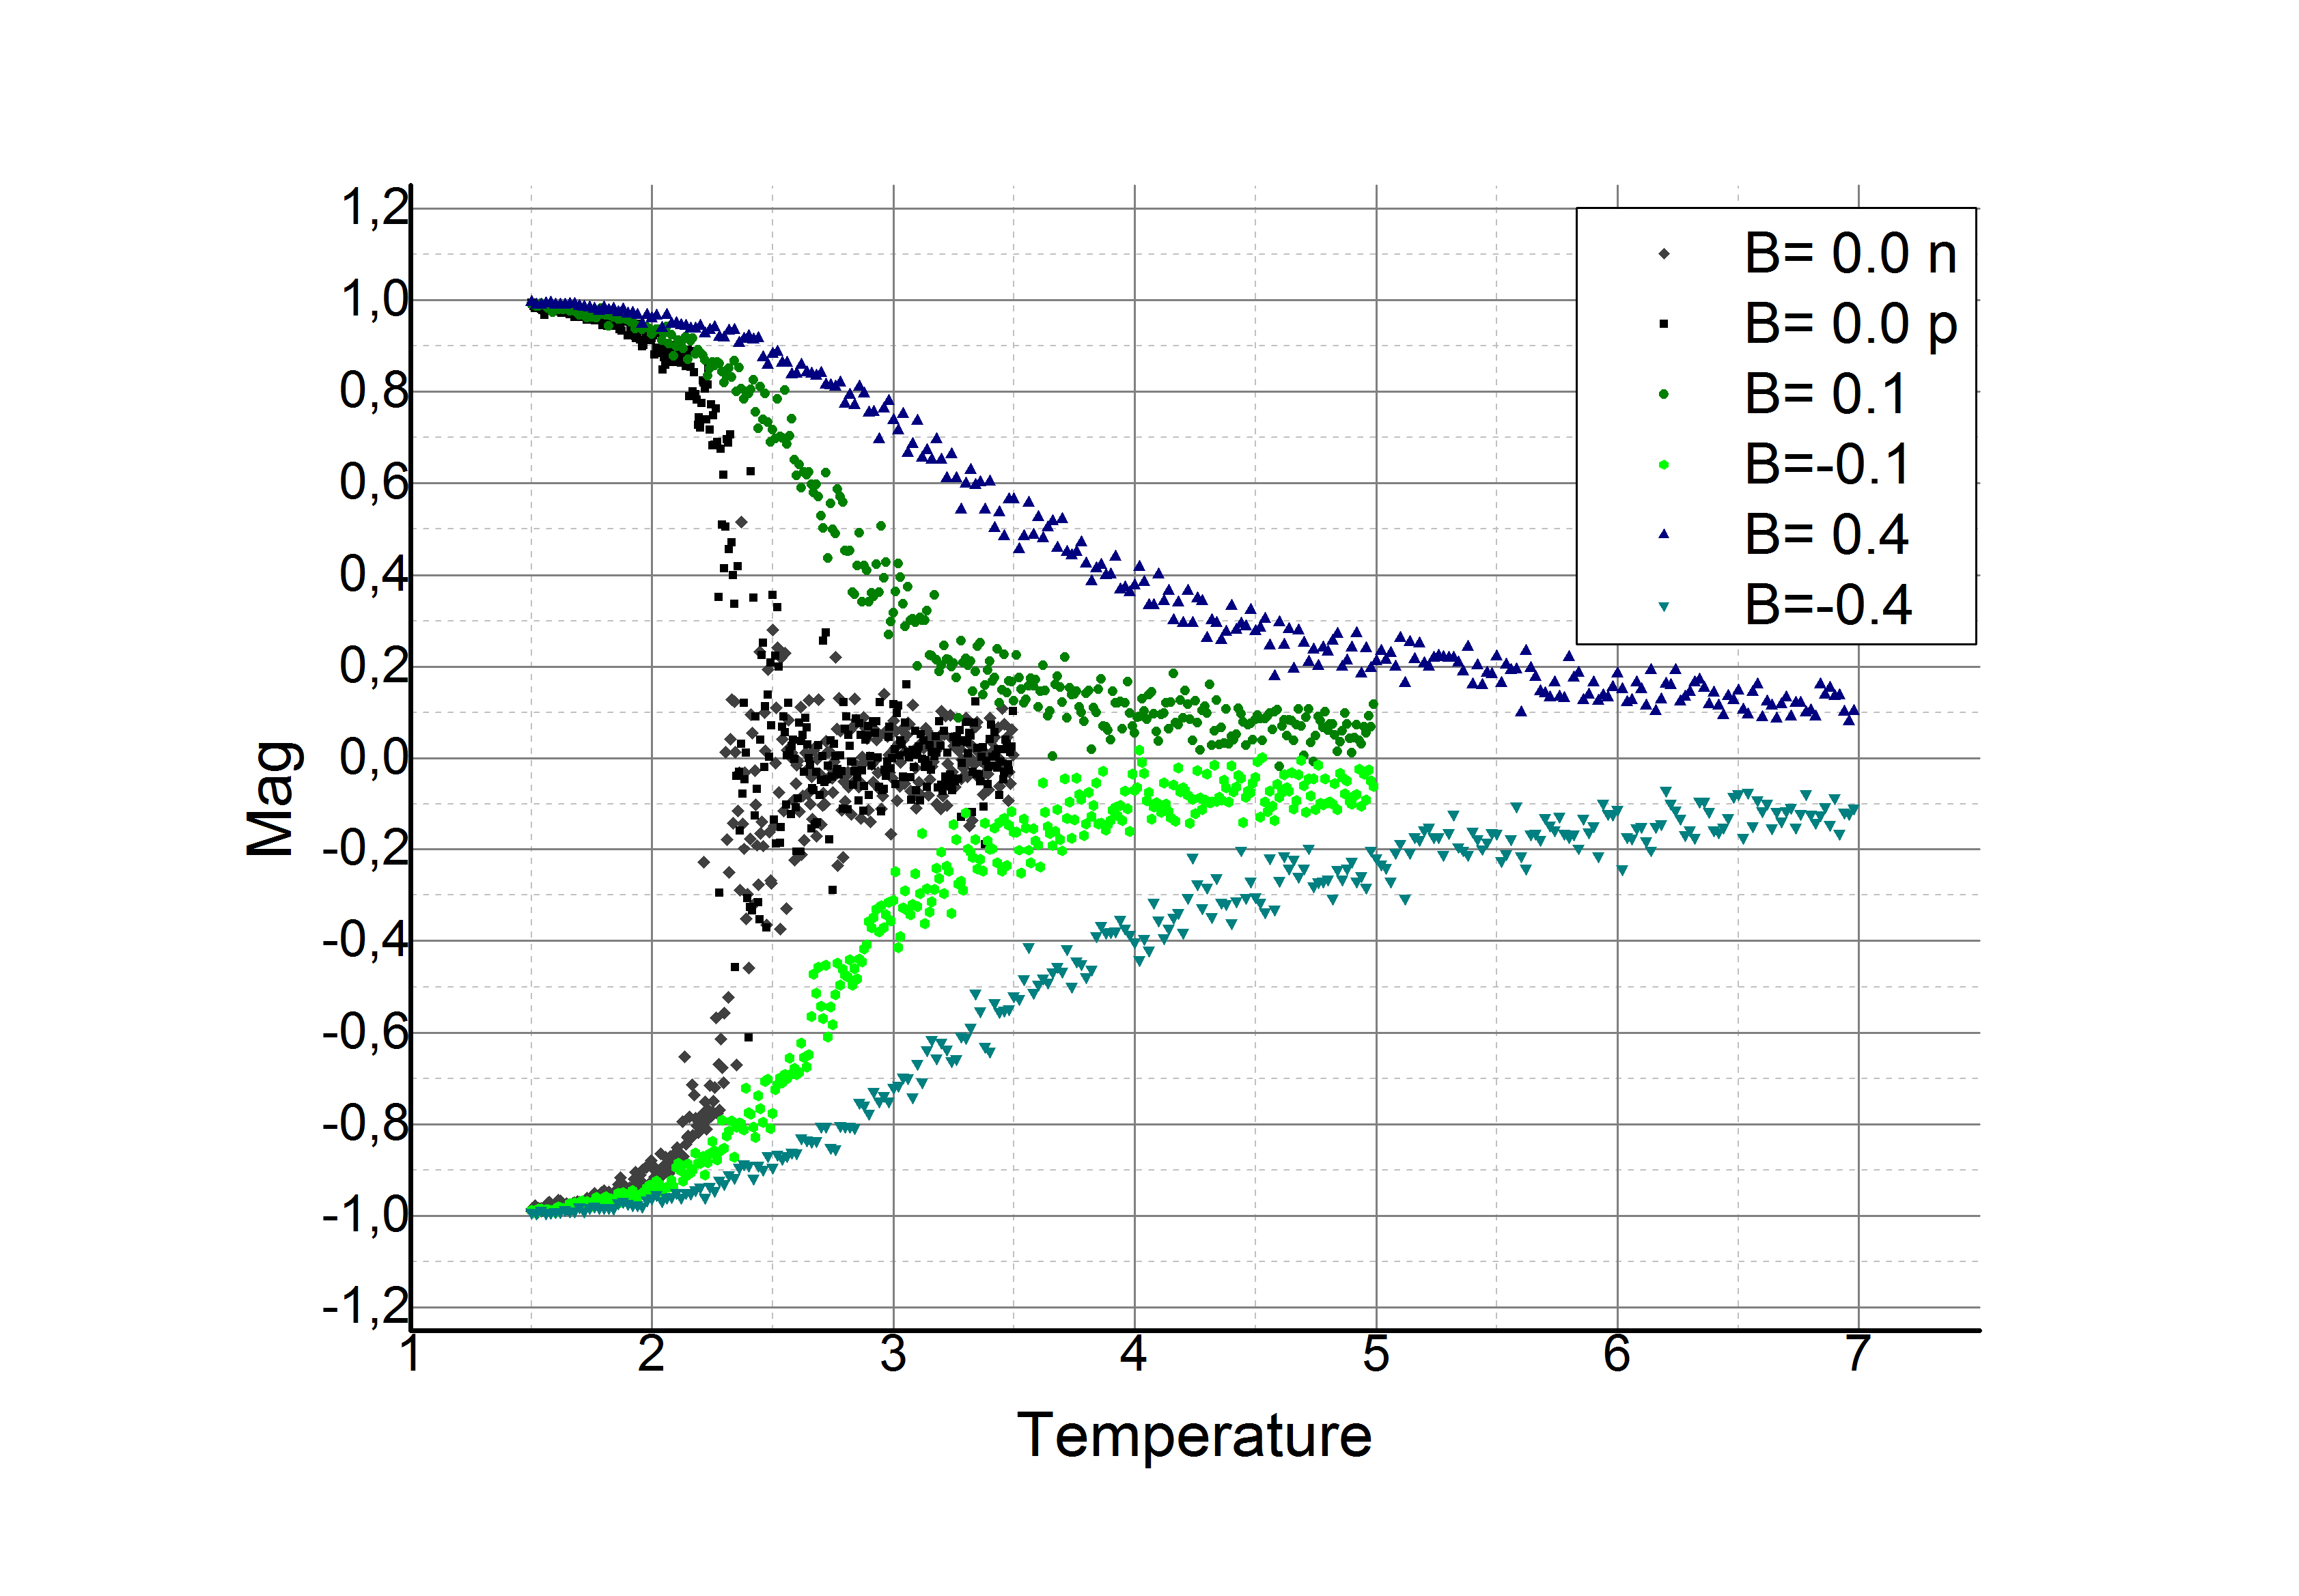 1,2
1,0
0,8
0,6
0,4
0,2
0,0
-0,2
-0,4
-0,6
-0,8
-1,0
-1,2
Mag
1 2 3 4 5 6 7
Temperature
B= 0.0 n
B= 0.0 p
B= 0.1
B=-0.1
B= 0.4
B=-0.4